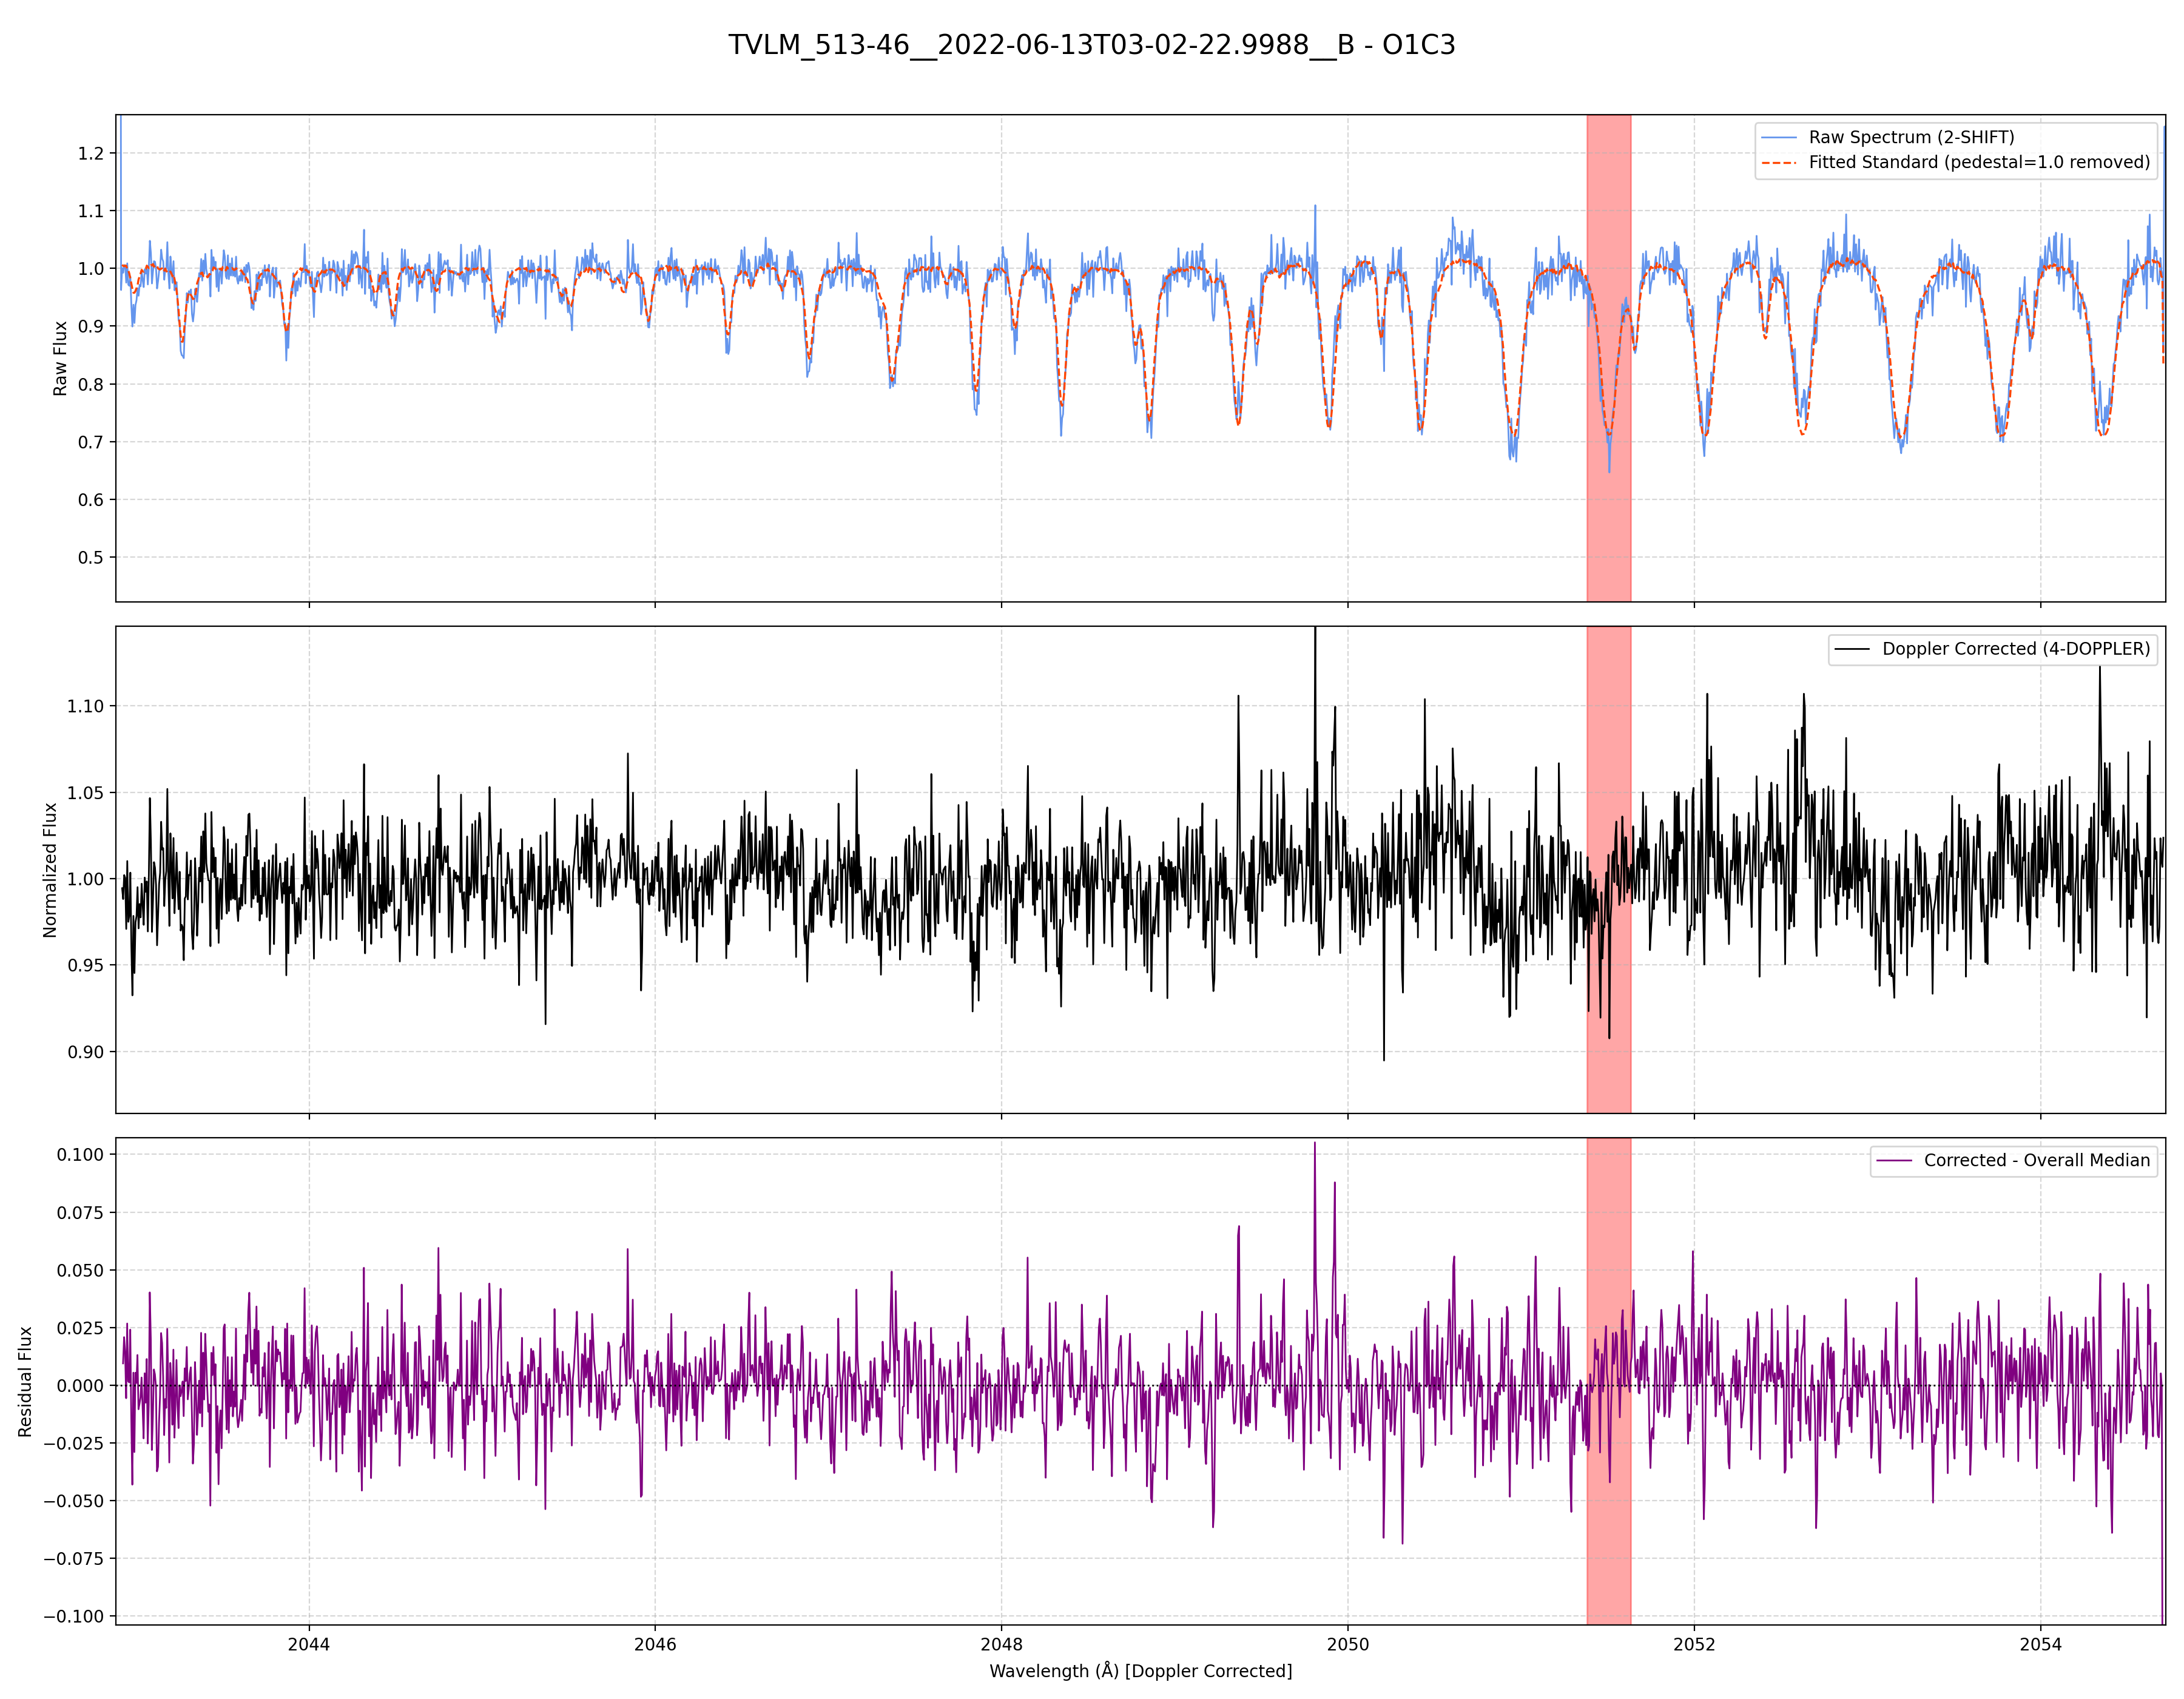 TVLM_513-46__2022-06-13T03-02-22.9988__B - O1C3
Raw Flux
1.2
1.1
1.0
0.9
0.8
0.7
0.6
0.5
Raw Spectrum (2-SHIFT)
Fitted Standard (pedestal=1.0 removed)
Normalized Flux
1.10
1.05
1.00
0.95
0.90
Doppler Corrected (4-DOPPLER)
Residual Flux
0.100
0.075
0.050
0.025
0.000
−0.025
−0.050
−0.075
−0.100
Corrected - Overall Median
2044 2046 2048 2050 2052 2054
Wavelength (Å) [Doppler Corrected]